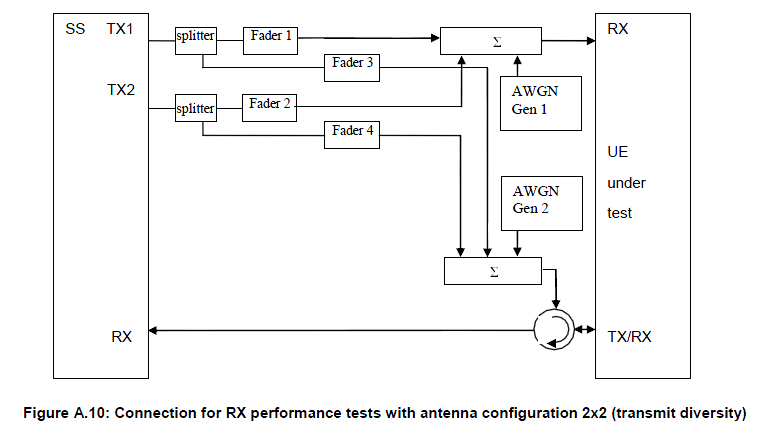 SS TX1
splitter
Fader 1
Σ
RX
Fader 3
TX2
AWGN
Gen 1
splitter
Fader 2
Fader 4
UE
under
test
AWGN
Gen 2
Σ
RX
TX/RX
Figure A.10: Connection for RX performance tests with antenna configuration 2x2 (transmit diversity)